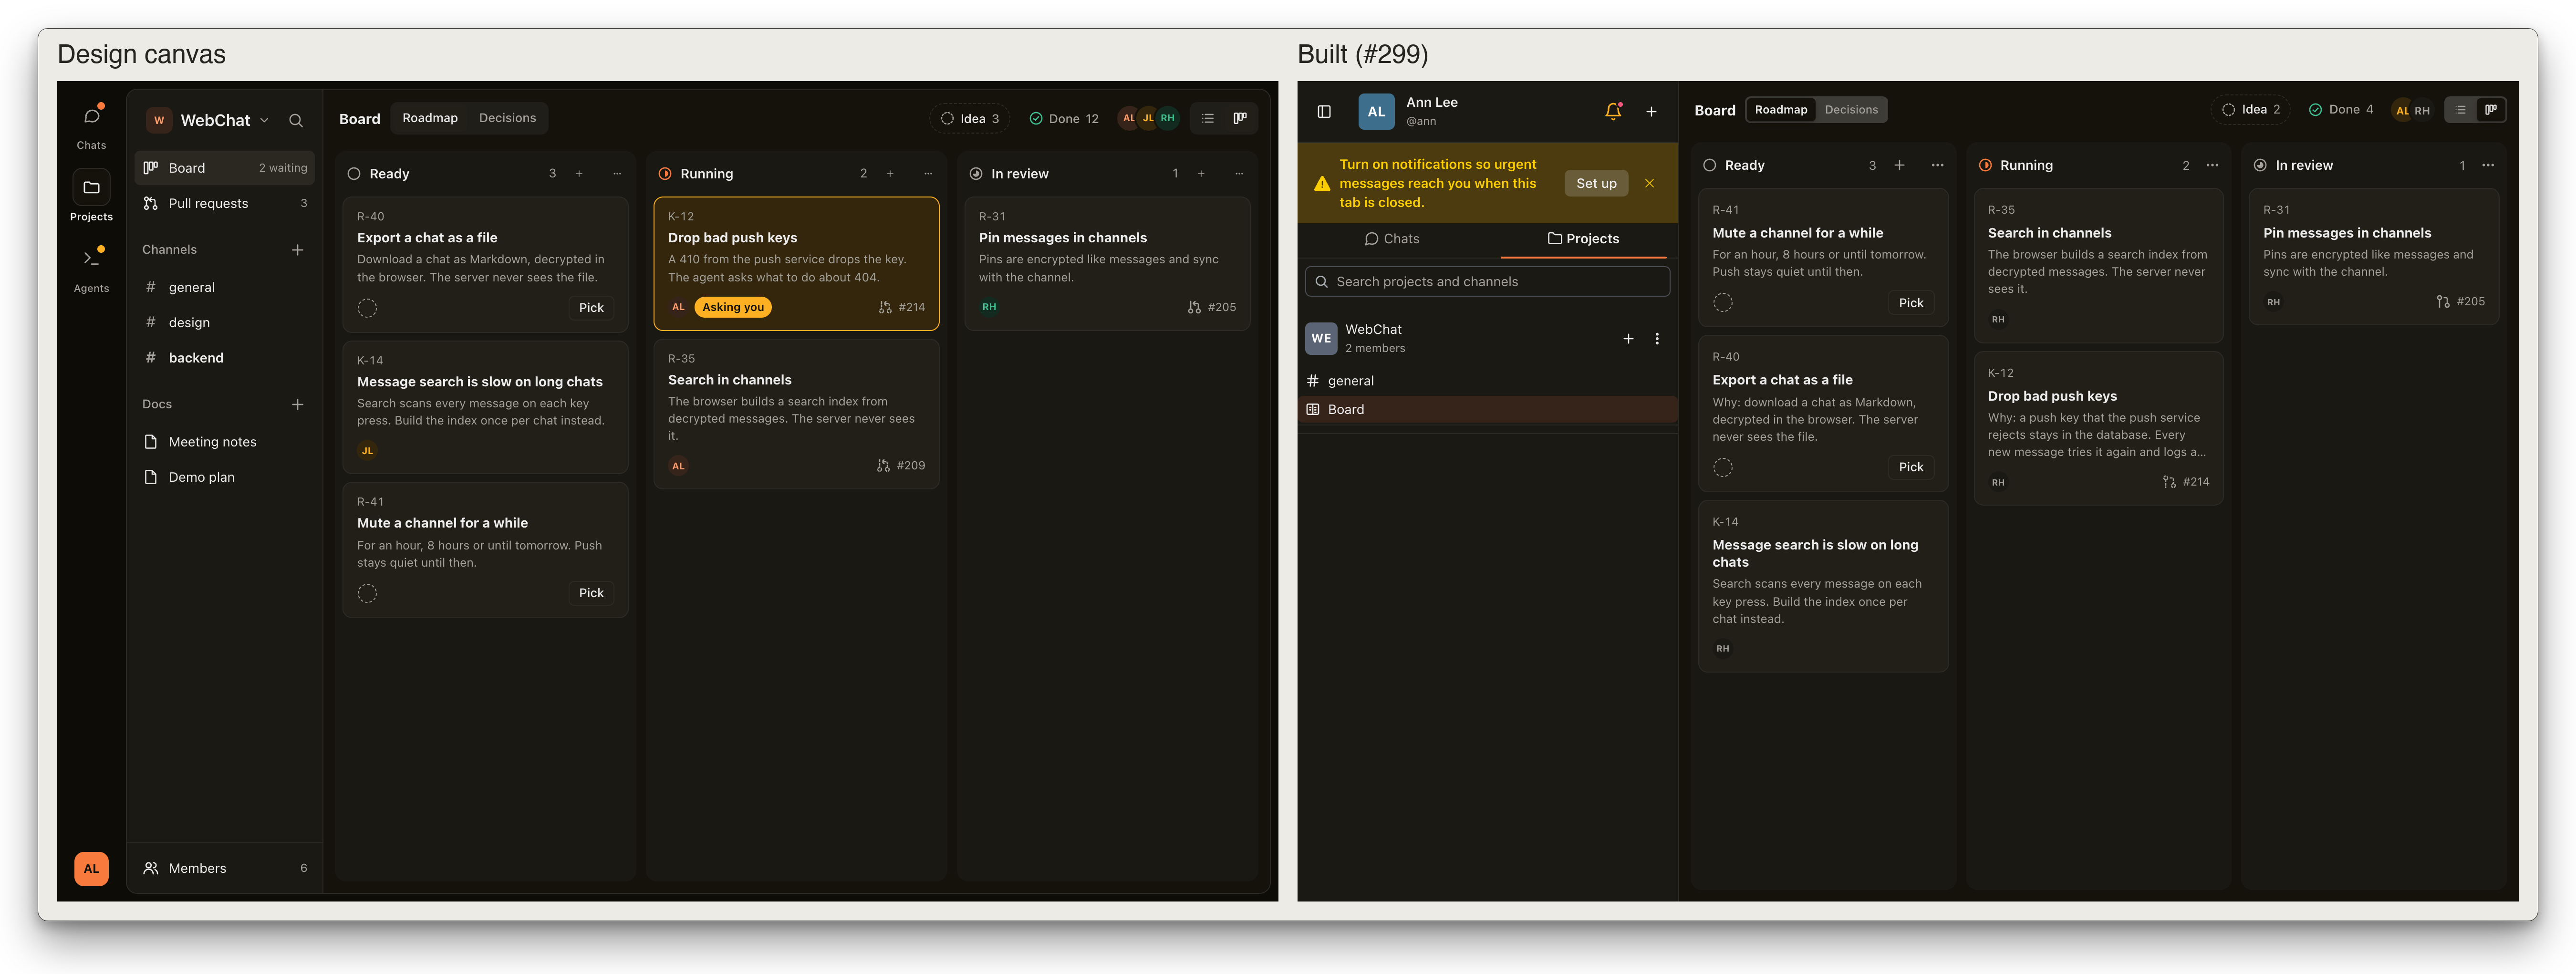 Design canvas
Chats
Projects
Agents
AL
W WebChat
Board 2 waiting
Pull requests 3
Channels
# general
# design
# backend
Docs
Meeting notes
Demo plan
Members 6
Board Roadmap Decisions
Idea 3 Done 12 AL JL RH
Ready 3
R-40
Export a chat as a file
Download a chat as Markdown, decrypted in
the browser. The server never sees the file.
Pick
K-14
Message search is slow on long chats
Search scans every message on each key
press. Build the index once per chat instead.
JL
R-41
Mute a channel for a while
For an hour, 8 hours or until tomorrow. Push
stays quiet until then.
Pick
Running 2
K-12
Drop bad push keys
A 410 from the push service drops the key.
The agent asks what to do about 404.
AL Asking you #214
R-35
Search in channels
The browser builds a search index from
decrypted messages. The server never sees
it.
AL #209
In review 1
R-31
Pin messages in channels
Pins are encrypted like messages and sync
with the channel.
RH #205
Built (#299)
AL Ann Lee
@ann
Turn on notifications so urgent
messages reach you when this
tab is closed.
Set up
Chats Projects
Search projects and channels
WE WebChat
2 members
# general
Board
Board Roadmap Decisions
Idea 2 Done 4 AL RH
Ready 3
R-41
Mute a channel for a while
For an hour, 8 hours or until tomorrow.
Push stays quiet until then.
Pick
R-40
Export a chat as a file
Why: download a chat as Markdown,
decrypted in the browser. The server
never sees the file.
Pick
K-14
Message search is slow on long
chats
Search scans every message on each
key press. Build the index once per
chat instead.
RH
Running 2
R-35
Search in channels
The browser builds a search index from
decrypted messages. The server never
sees it.
RH
K-12
Drop bad push keys
Why: a push key that the push service
rejects stays in the database. Every
new message tries it again and logs a...
RH #214
In review 1
R-31
Pin messages in channels
Pins are encrypted like messages and
sync with the channel.
RH #205